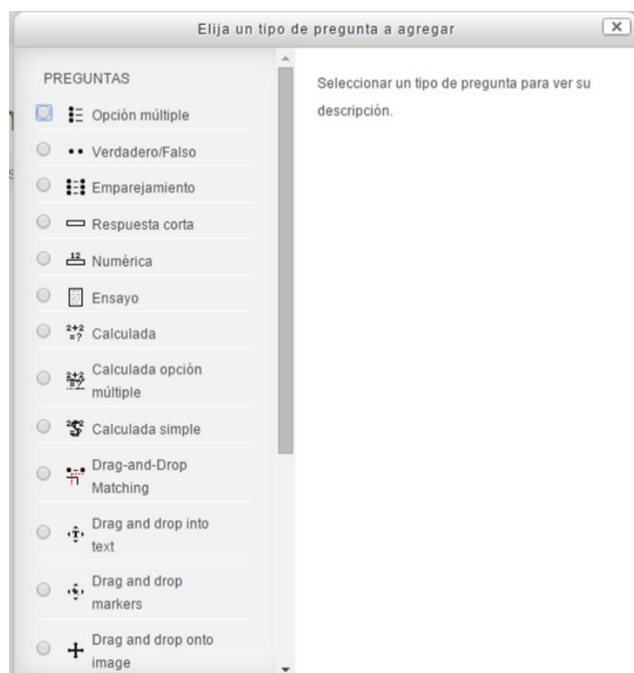 Elija un tipo de pregunta a agregar
PREGUNTAS
Opción múltiple
Verdadero/Falso
Emparejamiento
Respuesta corta
Numérica
Ensayo
Calculada
Calculada opción
múltiple
Calculada simple
Drag-and-Drop
Matching
Drag and drop into
text
Drag and drop
markers
Drag and drop onto
image
Seleccionar un tipo de pregunta para ver su
descripción.